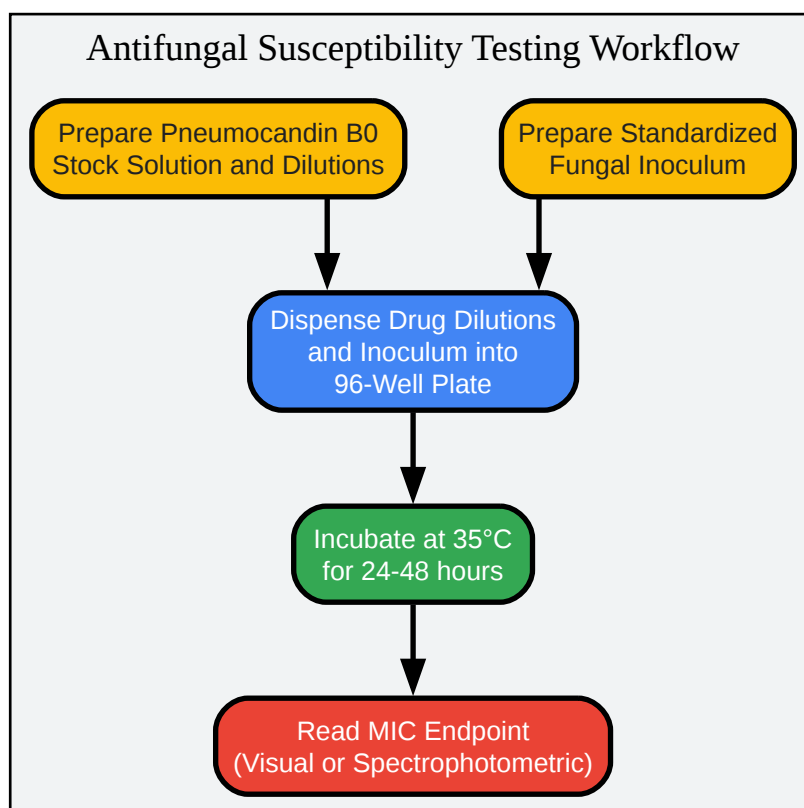 Antifungal Susceptibility Testing Workflow
Prepare Pneumocandin B0
Stock Solution and Dilutions
Prepare Standardized
Fungal Inoculum
Dispense Drug Dilutions
and Inoculum into
96-Well Plate
Incubate at 35°C
for 24-48 hours
Read MIC Endpoint
(Visual or Spectrophotometric)